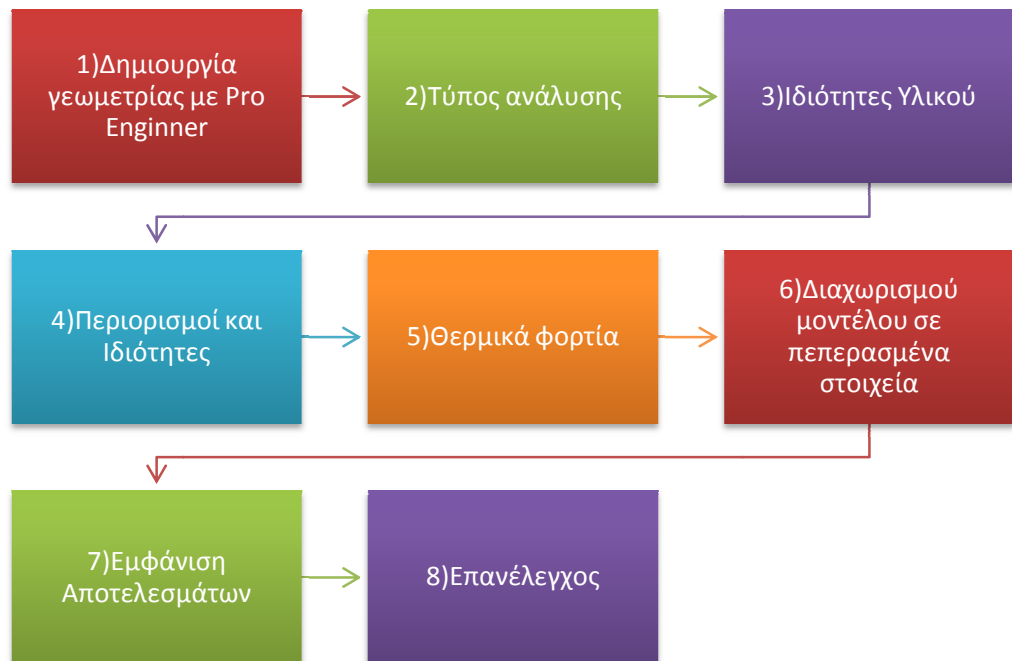 1)Δημιουργία
γεωμετρίας με Pro
Enginner
2)Τύπος ανάλυσης
3)Ιδιότητες Υλικού
4)Περιορισμοί και
Ιδιότητες
5)Θερμικά φορτία
6)Διαχωρισμού
μοντέλου σε
πεπερασμένα
στοιχεία
7)Εμφάνιση
Αποτελεσμάτων
8)Επανέλεγχος